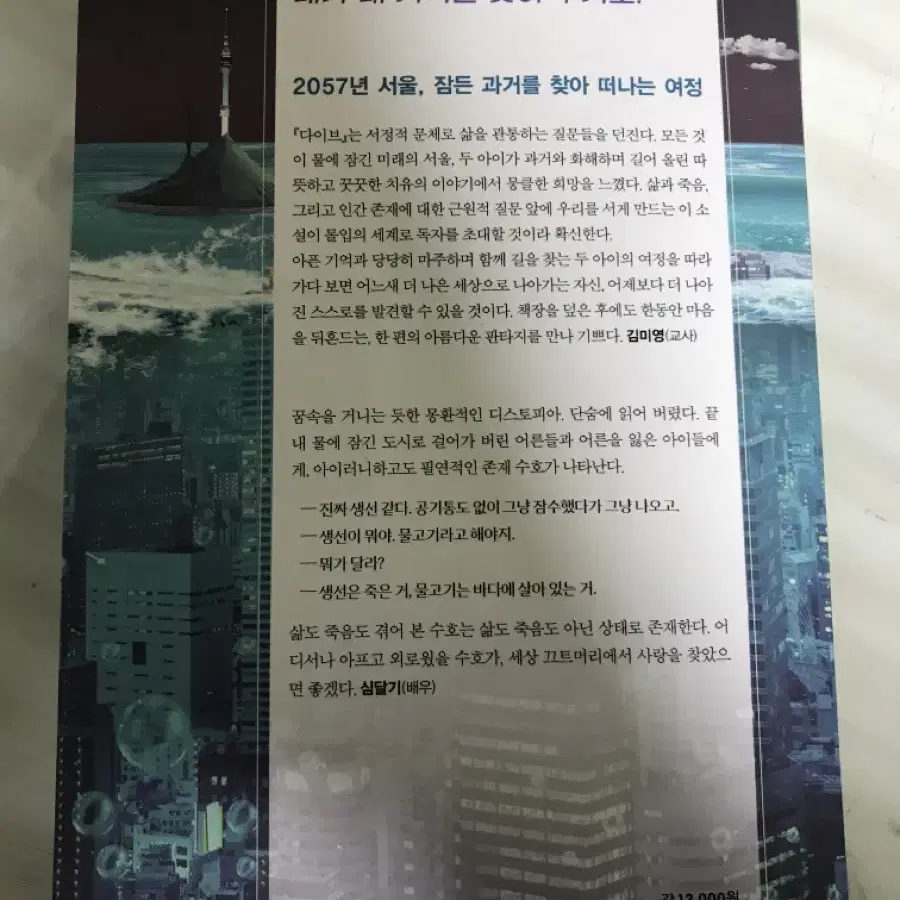 2057년 서울, 잠든 과거를 찾아 떠나는 여정
『다이브』는 서정적 문체로 삶을 관통하는 질문들을 던진다. 모든 것
이 물에 잠긴 미래의 서울, 두 아이가 과거와 화해하며 길어 올린 따
뜻하고 꿋꿋한 치유의 이야기에서 뭉클한 희망을 느꼈다. 삶과 죽음,
그리고 인간 존재에 대한 근원적 질문 앞에 우리를 서게 만드는 이 소
설이 몰입의 세계로 독자를 초대할 것이라 확신한다.
아픈 기억과 당당히 마주하며 함께 길을 찾는 두 아이의 여정을 따라
가다 보면 어느새 더 나은 세상으로 나아가는 자신, 어제보다 더 나아
진 스스로를 발견할 수 있을 것이다. 책장을 덮은 후에도 한동안 마음
을 뒤흔드는, 한 편의 아름다운 판타지를 만나 기쁘다. 김미영(교사)
꿈속을 거니는 듯한 몽환적인 디스토피아. 단숨에 읽어 버렸다. 끝
내 물에 잠긴 도시로 걸어가 버린 어른들과 어른을 잃은 아이들에
게, 아이러니하고도 필연적인 존재 수호가 나타난다.
— 진짜 생선 같다. 공기통도 없이 그냥 잠수했다가 그냥 나오고.
— 생선이 뭐야. 물고기라고 해야지.
— 뭐가 달라?
— 생선은 죽은 거, 물고기는 바다에 살아 있는 거.
삶도 죽음도 겪어 본 수호는 삶도 죽음도 아닌 상태로 존재한다. 어
디서나 아프고 외로웠을 수호가, 세상 끄트머리에서 사랑을 찾았으
면 좋겠다. 심달기(배우)
값 12,000원